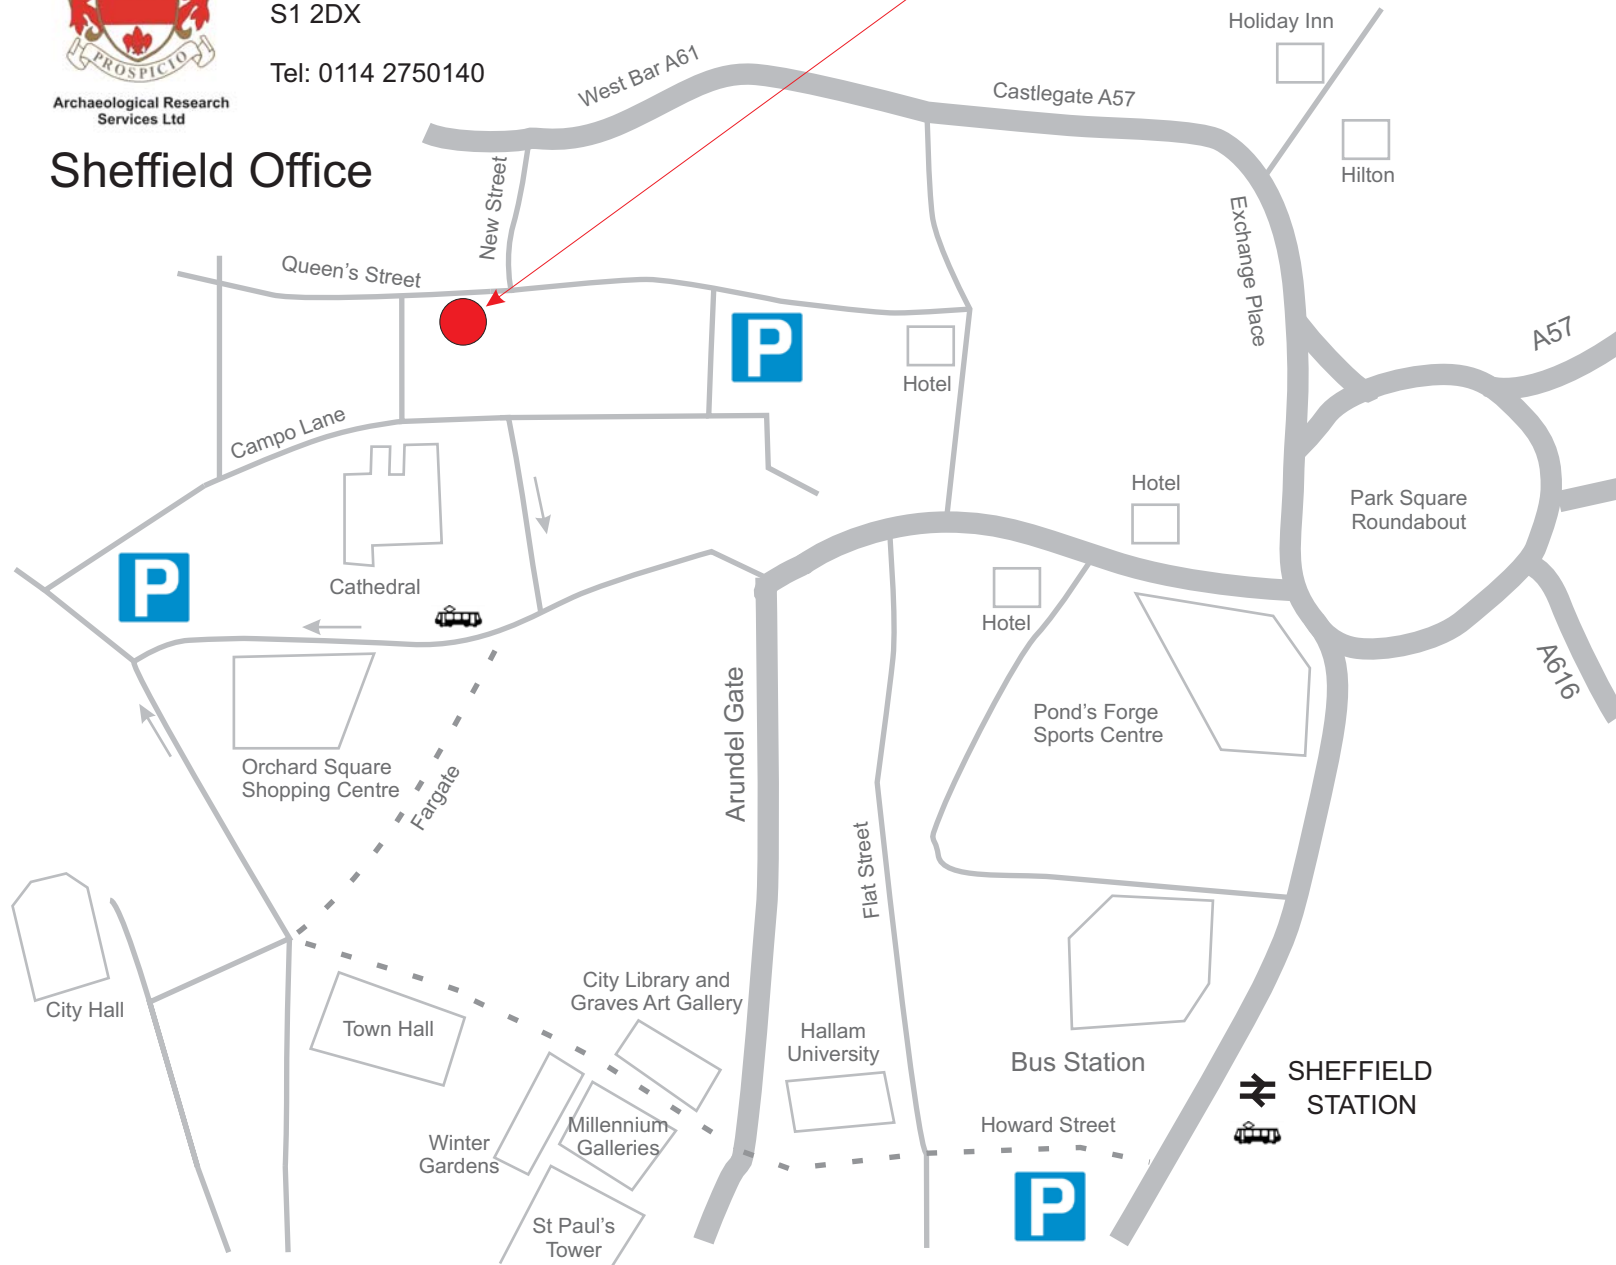 S1 2DX
Tel: 0114 2750140
PROSPICIO
Archaeological Research
Services Ltd
Sheffield Office
West Bar A61
Castlegate A57
Holiday Inn
Hilton
New Street
Exchange Place
Queen's Street
A57
P
Hotel
Campo Lane
Hotel
Park Square
Roundabout
P
Cathedral
Hotel
A616
Arundel Gate
Pond's Forge
Sports Centre
Orchard Square
Shopping Centre
Fargate
Flat Street
City Hall
Town Hall
City Library and
Graves Art Gallery
Hallam
University
Bus Station
SHEFFIELD
STATION
Millennium
Galleries
Winter
Gardens
Howard Street
P
St Paul's
Tower